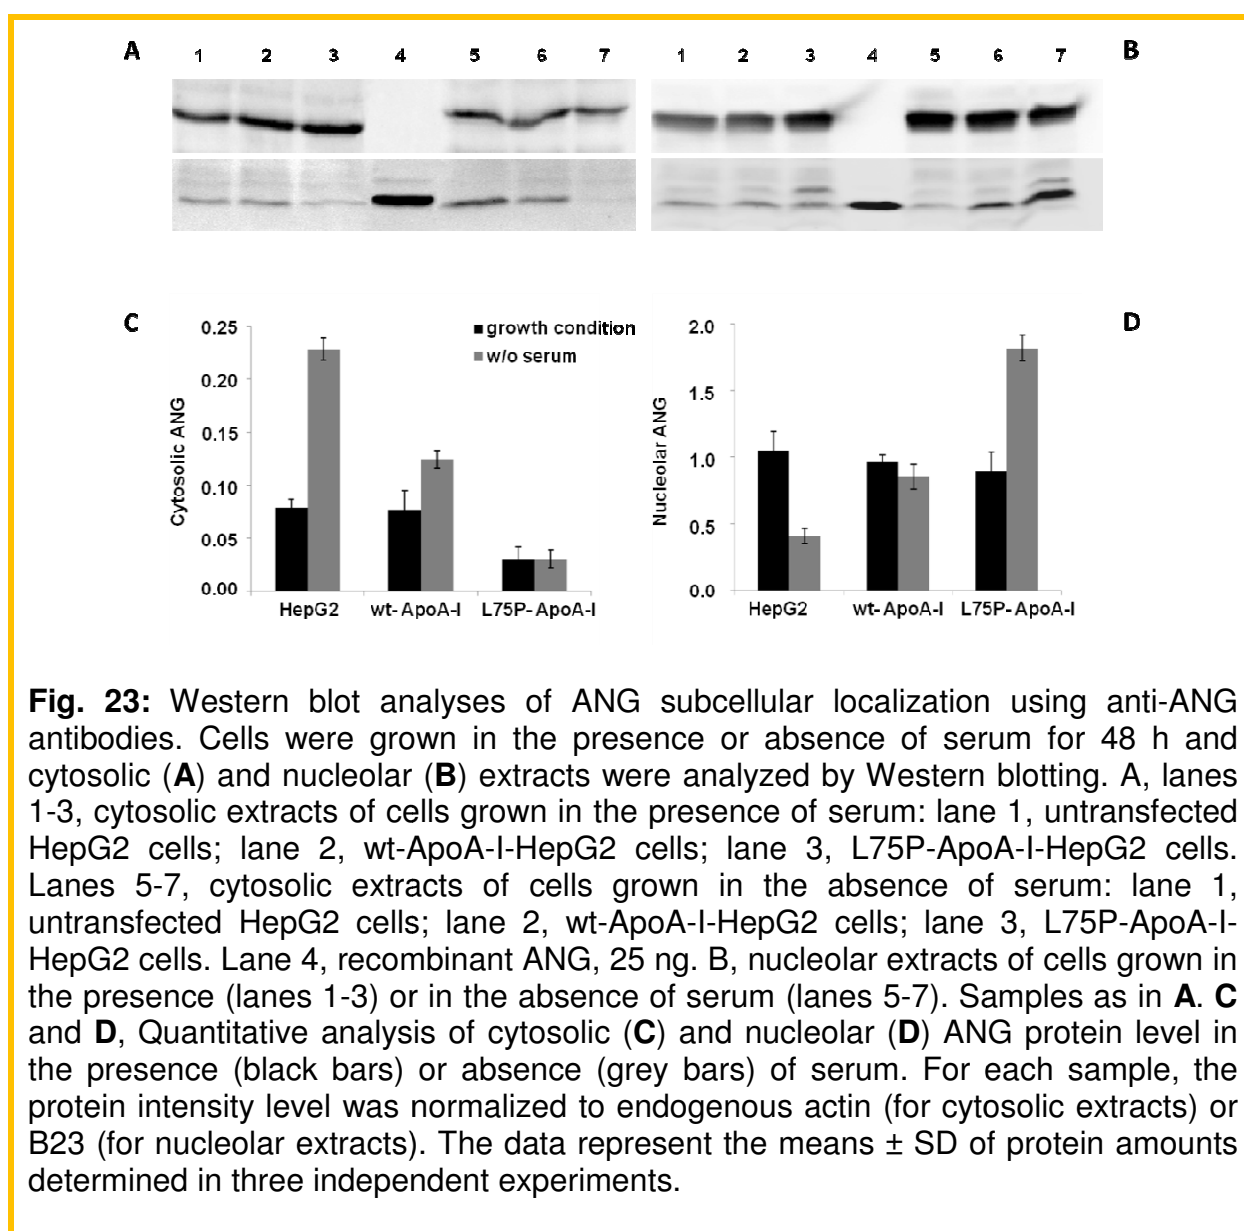 A 1 2 3 4 5 6 7 1 2 3 4 5 6 7 B
C
0.25
0.20
0.15
0.10
0.05
0.00
Cytosolic ANG
growth condition
w/o serum
HepG2 wt- ApoA-I L75P- ApoA-I
D
2.0
1.5
1.0
0.5
0.0
Nucleolar ANG
HepG2 wt- ApoA-I L75P- ApoA-I
Fig. 23: Western blot analyses of ANG subcellular localization using anti-ANG
antibodies. Cells were grown in the presence or absence of serum for 48 h and
cytosolic (A) and nucleolar (B) extracts were analyzed by Western blotting. A, lanes
1-3, cytosolic extracts of cells grown in the presence of serum: lane 1, untransfected
HepG2 cells; lane 2, wt-ApoA-I-HepG2 cells; lane 3, L75P-ApoA-I-HepG2 cells.
Lanes 5-7, cytosolic extracts of cells grown in the absence of serum: lane 1,
untransfected HepG2 cells; lane 2, wt-ApoA-I-HepG2 cells; lane 3, L75P-ApoA-I-
HepG2 cells. Lane 4, recombinant ANG, 25 ng. B, nucleolar extracts of cells grown in
the presence (lanes 1-3) or in the absence of serum (lanes 5-7). Samples as in A. C
and D, Quantitative analysis of cytosolic (C) and nucleolar (D) ANG protein level in
the presence (black bars) or absence (grey bars) of serum. For each sample, the
protein intensity level was normalized to endogenous actin (for cytosolic extracts) or
B23 (for nucleolar extracts). The data represent the means ± SD of protein amounts
determined in three independent experiments.